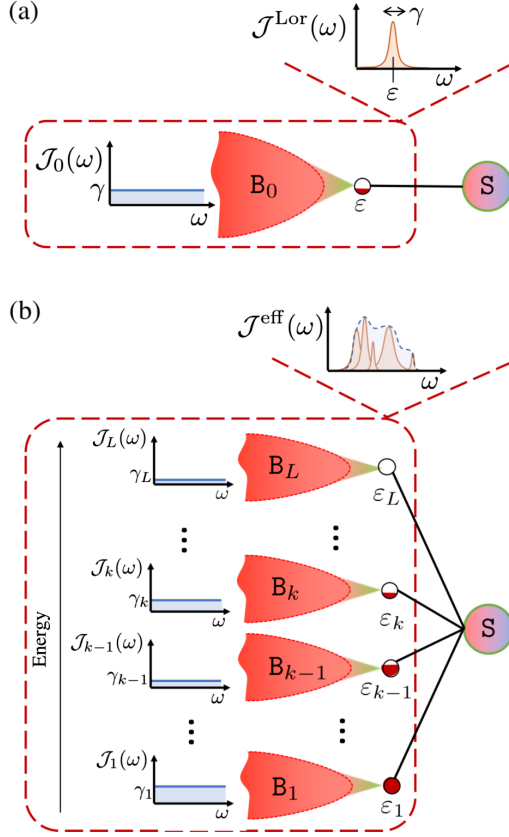 (a)
𝒥^Lor(ω)
γ
ω
ε
𝒥_0(ω)
γ
ω
B_0
ε
S
(b)
𝒥^eff(ω)
ω
Energy
𝒥_L(ω)
γ_L
ω
B_L
ε_L
𝒥_k(ω)
γ_k
ω
B_k
ε_k
S
𝒥_{k−1}(ω)
γ_{k−1}
ω
B_{k−1}
ε_{k−1}
𝒥_1(ω)
γ_1
ω
B_1
ε_1